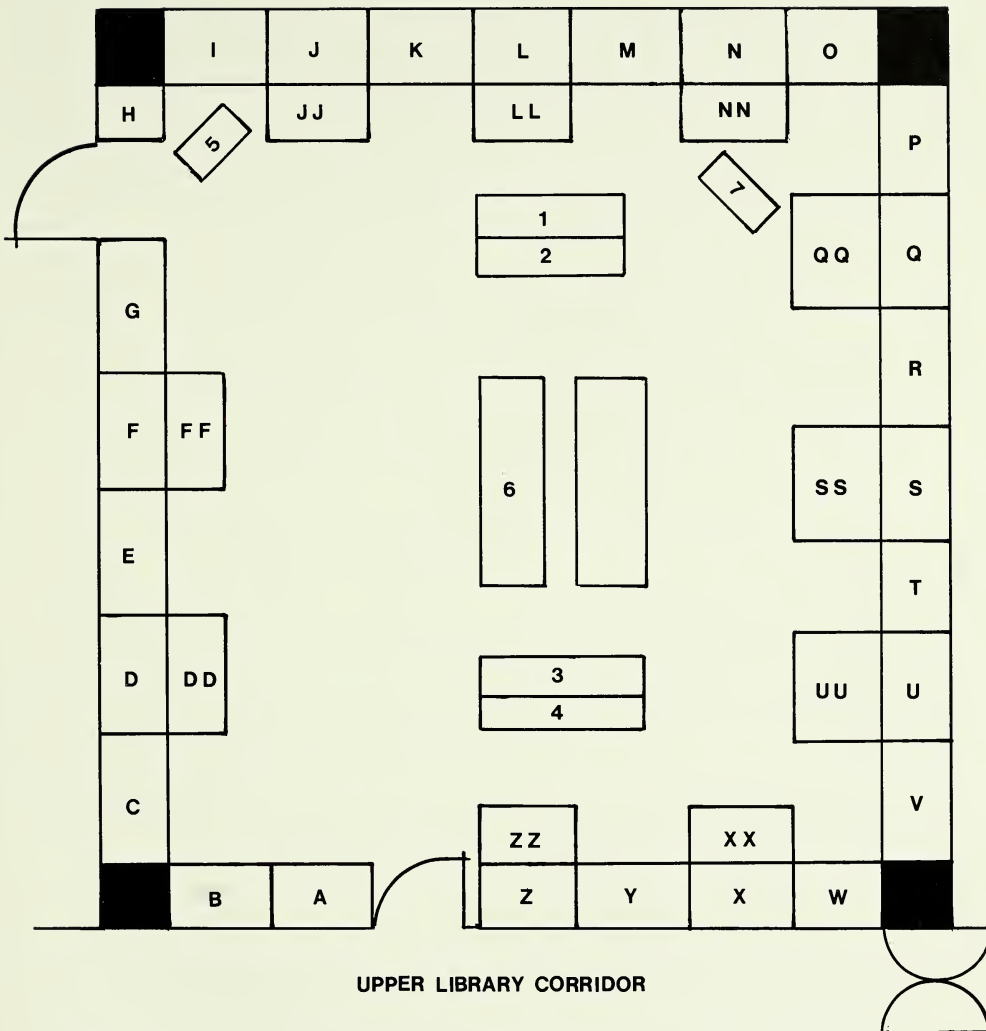 I J K L M N O
H JJ LL NN
5 P
7
1
2 QQ Q
G
R
F FF
6 SS S
E
T
D DD 3 UU U
4
C V
ZZ XX
B A Z Y X W
UPPER LIBRARY CORRIDOR